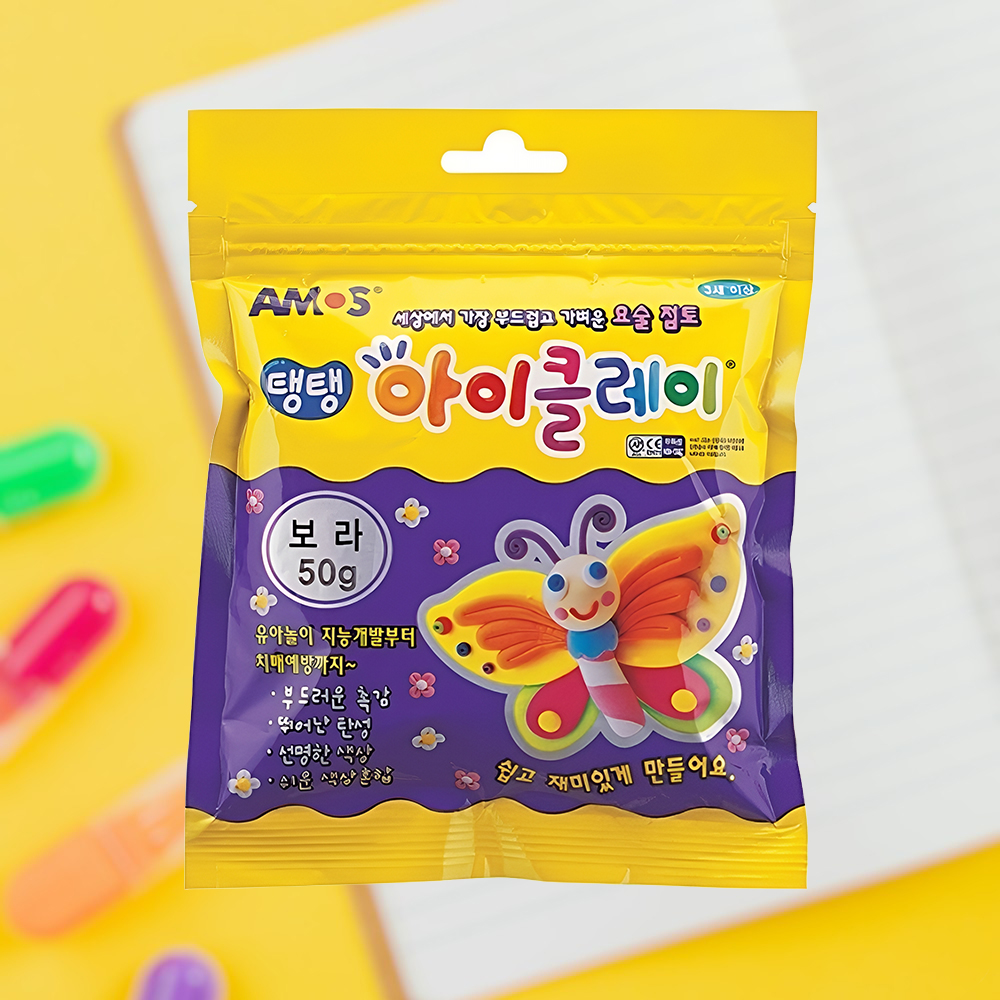 AMOS
3세 이상
세상에서 가장 부드럽고 가벼운 요술 점토
탱탱 아이클레이
CE
보라
50g
유아놀이 지능개발부터
치매예방까지~
· 부드러운 촉감
· 뛰어난 탄성
· 선명한 색상
· 쉬운 색상혼합
쉽고 재미있게 만들어요.